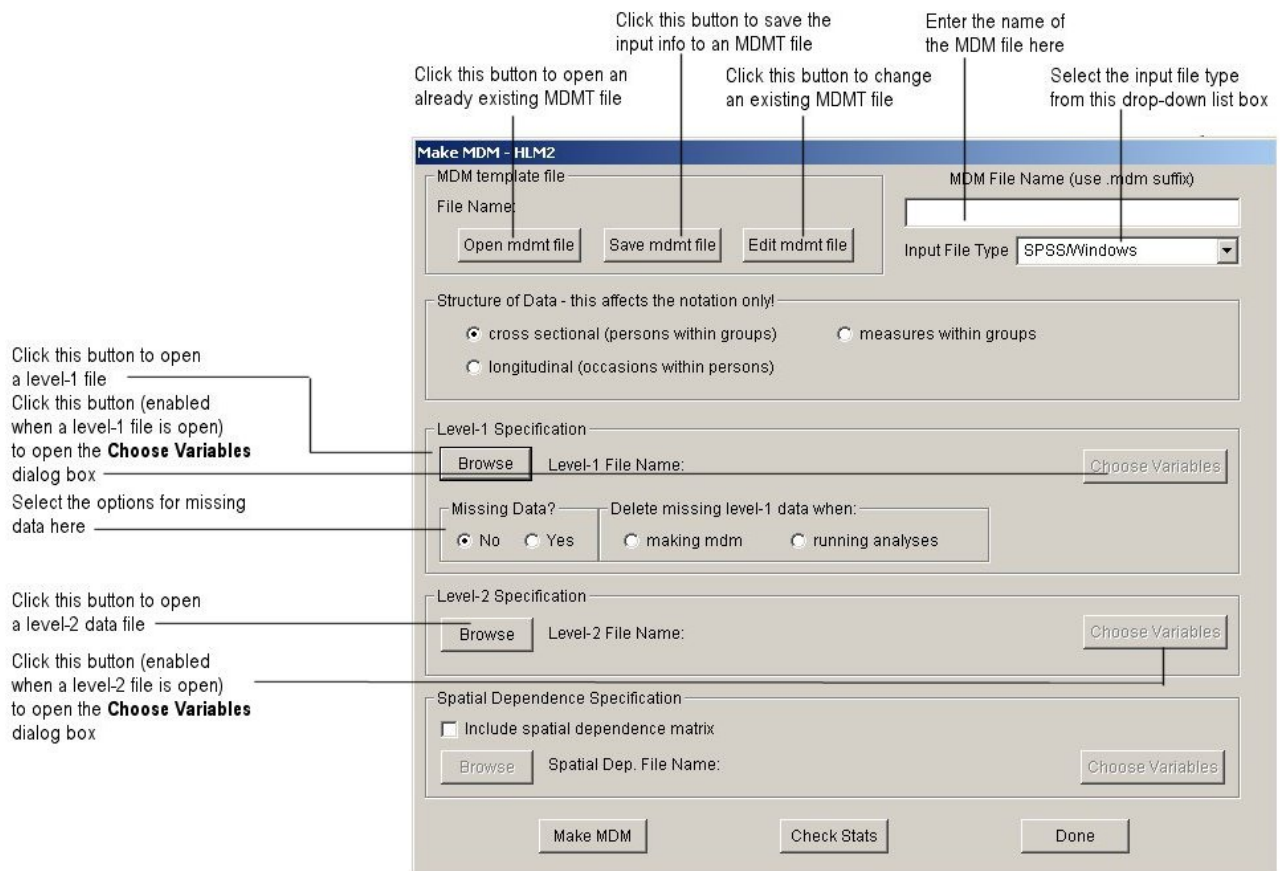 Click this button to save the
input info to an MDMT file
Enter the name of
the MDM file here
Click this button to open an
already existing MDMT file
Click this button to change
an existing MDMT file
Select the input file type
from this drop-down list box
Make MDM - HLM2
MDM template file
File Name:
Open mdmt file
Save mdmt file
Edit mdmt file
MDM File Name (use .mdm suffix)
Input File Type
SPSS/Windows
Structure of Data - this affects the notation only!
cross sectional (persons within groups)
measures within groups
longitudinal (occasions within persons)
Click this button to open
a level-1 file
Click this button (enabled
when a level-1 file is open)
to open the Choose Variables
dialog box
Select the options for missing
data here
Level-1 Specification
Browse
Level-1 File Name:
Choose Variables
Missing Data?
No
Yes
Delete missing level-1 data when:
making mdm
running analyses
Click this button to open
a level-2 data file
Click this button (enabled
when a level-2 file is open)
to open the Choose Variables
dialog box
Level-2 Specification
Browse
Level-2 File Name:
Choose Variables
Spatial Dependence Specification
Include spatial dependence matrix
Browse
Spatial Dep. File Name:
Choose Variables
Make MDM
Check Stats
Done